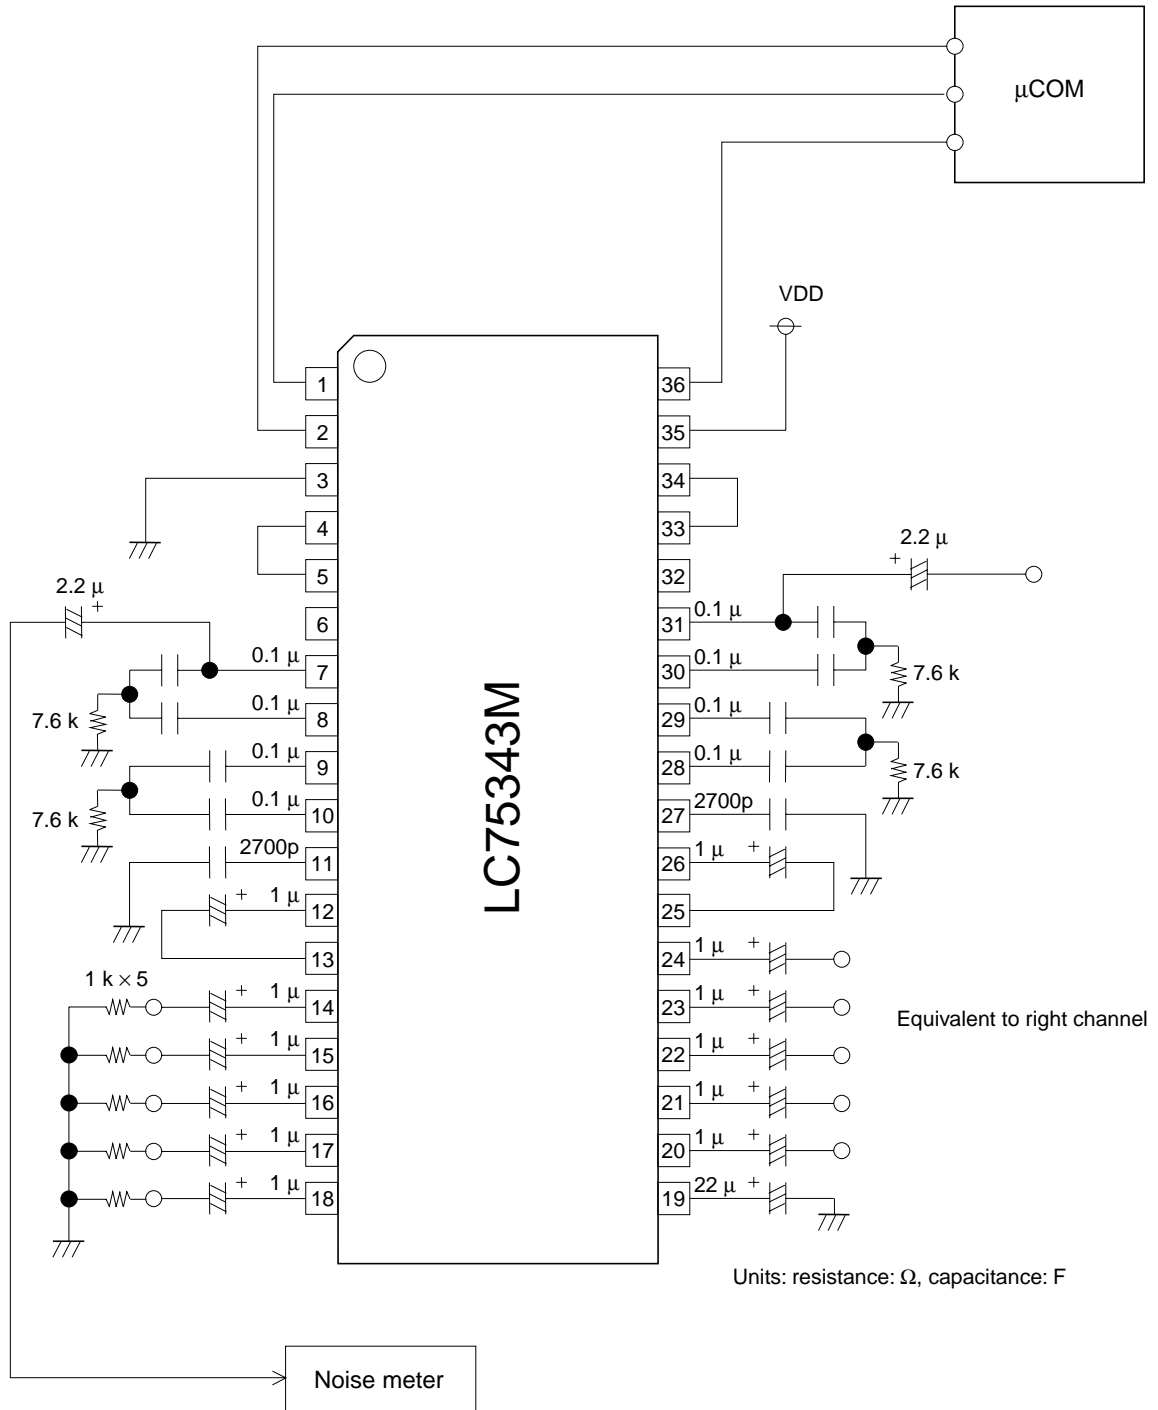 μCOM
VDD
1
36
2
35
3
34
4
33
2.2 μ
+
5
32
2.2 μ
+
6
31
0.1 μ
0.1 μ
7
30
0.1 μ
7.6 k
7.6 k
0.1 μ
8
29
0.1 μ
0.1 μ
9
28
0.1 μ
7.6 k
7.6 k
0.1 μ
10
27
2700p
2700p
11
26
1 μ
+
+
1 μ
12
25
13
24
1 μ
+
1 k × 5
+
1 μ
14
23
1 μ
+
Equivalent to right channel
+
1 μ
15
22
1 μ
+
+
1 μ
16
21
1 μ
+
+
1 μ
17
20
1 μ
+
+
1 μ
18
19
22 μ
+
LC75343M
Units: resistance: Ω, capacitance: F
Noise meter